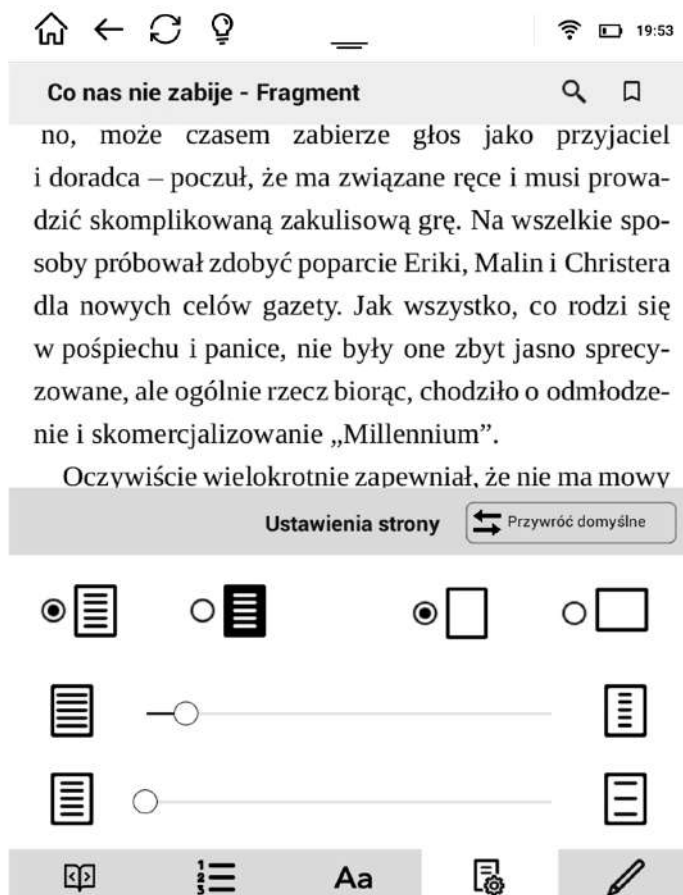 19:53
Co nas nie zabije - Fragment
no, może czasem zabierze głos jako przyjaciel
i doradca – poczuł, że ma związane ręce i musi prowa-
dzić skomplikowaną zakulisową grę. Na wszelkie spo-
soby próbował zdobyć poparcie Eriki, Malin i Christera
dla nowych celów gazety. Jak wszystko, co rodzi się
w pośpiechu i panice, nie były one zbyt jasno sprecy-
zowane, ale ogólnie rzecz biorąc, chodziło o odmłodze-
nie i skomercjalizowanie „Millennium”.
Oczywiście wielokrotnie zapewniał, że nie ma mowy
Ustawienia strony
Przywróć domyślne
1
2
3
Aa